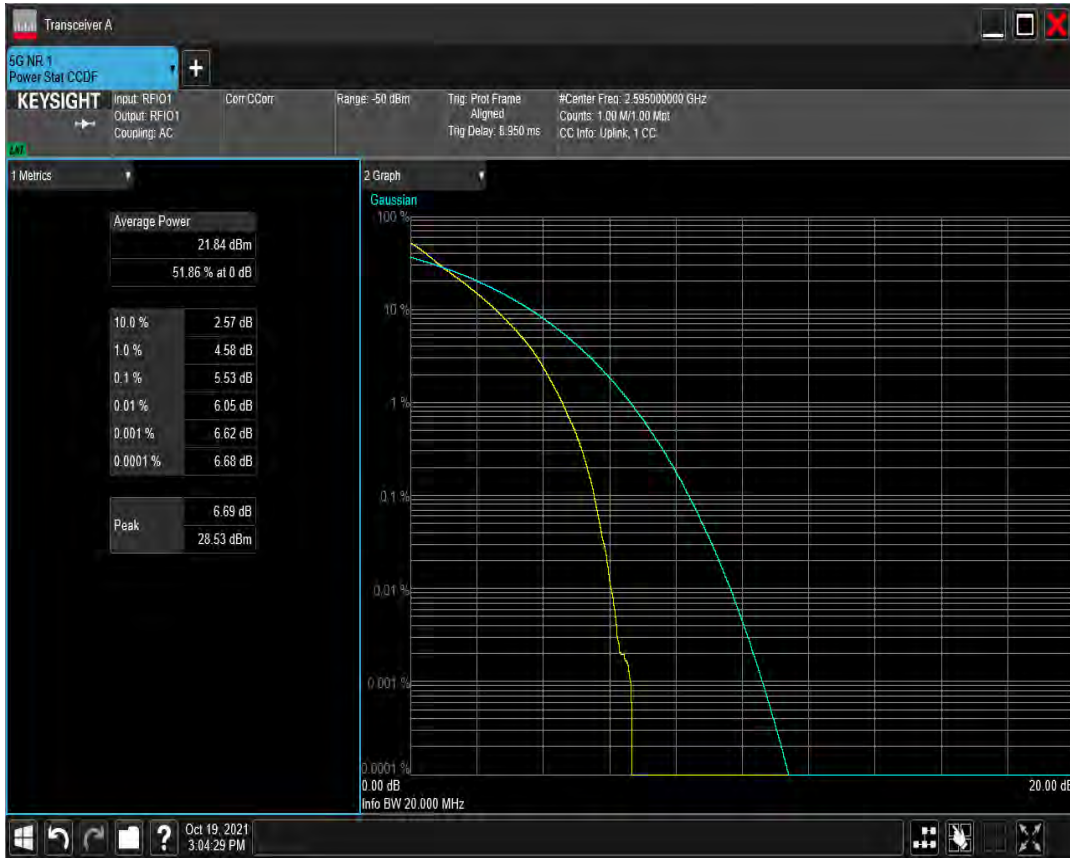 Transceiver A
5G NR 1
Power Stat CCDF
+
KEYSIGHT
Input: RFIO1
Output: RFIO1
Coupling: AC
Corr CCorr
Range: -50 dBm
Trig: Prot Frame
Aligned
Trig Delay: 8.950 ms
#Center Freq: 2.595000000 GHz
Counts: 1.00 M/1.00 Mpt
CC Info: Uplink, 1 CC
1 Metrics
Average Power
21.84 dBm
51.86 % at 0 dB
10.0 % 2.57 dB
1.0 % 4.58 dB
0.1 % 5.53 dB
0.01 % 6.05 dB
0.001 % 6.62 dB
0.0001 % 6.68 dB
Peak
6.69 dB
28.53 dBm
2 Graph
Gaussian
100 %
10 %
1 %
0.1 %
0.01 %
0.001 %
0.0001 %
0.00 dB
20.00 dB
Info BW 20.000 MHz
?
Oct 19, 2021
3:04:29 PM